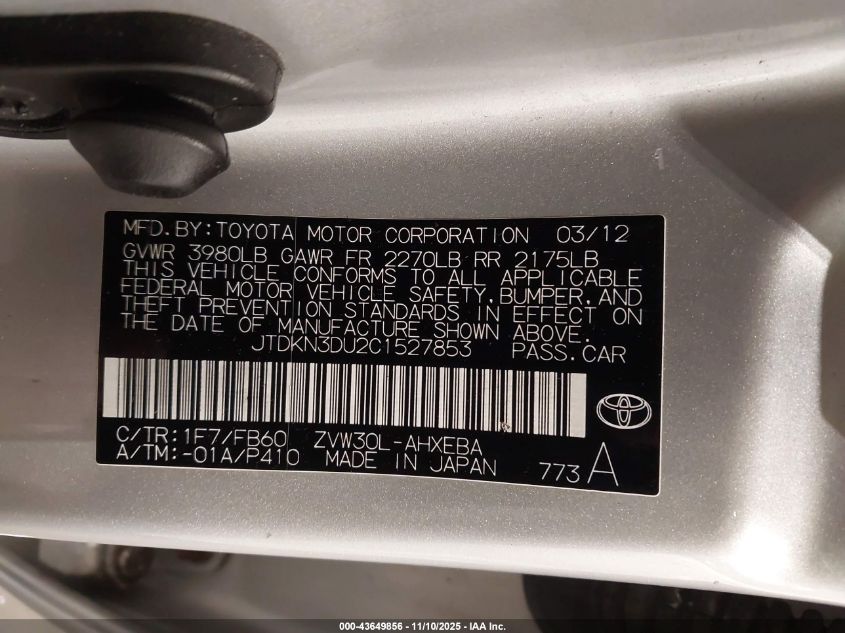 MFD.BY:TOYOTA MOTOR CORPORATION 03/12
GVWR 3980LB GAWR FR 2270LB RR 2175LB
THIS VEHICLE CONFORMS TO ALL APPLICABLE
FEDERAL MOTOR VEHICLE SAFETY,BUMPER,AND
THEFT PREVENTION STANDARDS IN EFFECT ON
THE DATE OF MANUFACTURE SHOWN ABOVE.
JTDKN3DU2C1527853 PASS.CAR
C/TR:1F7/FB60 ZVW30L-AHXEBA
A/TM:-01A/P410 MADE IN JAPAN 773 A
000-43649856 - 11/10/2025 - IAA Inc.